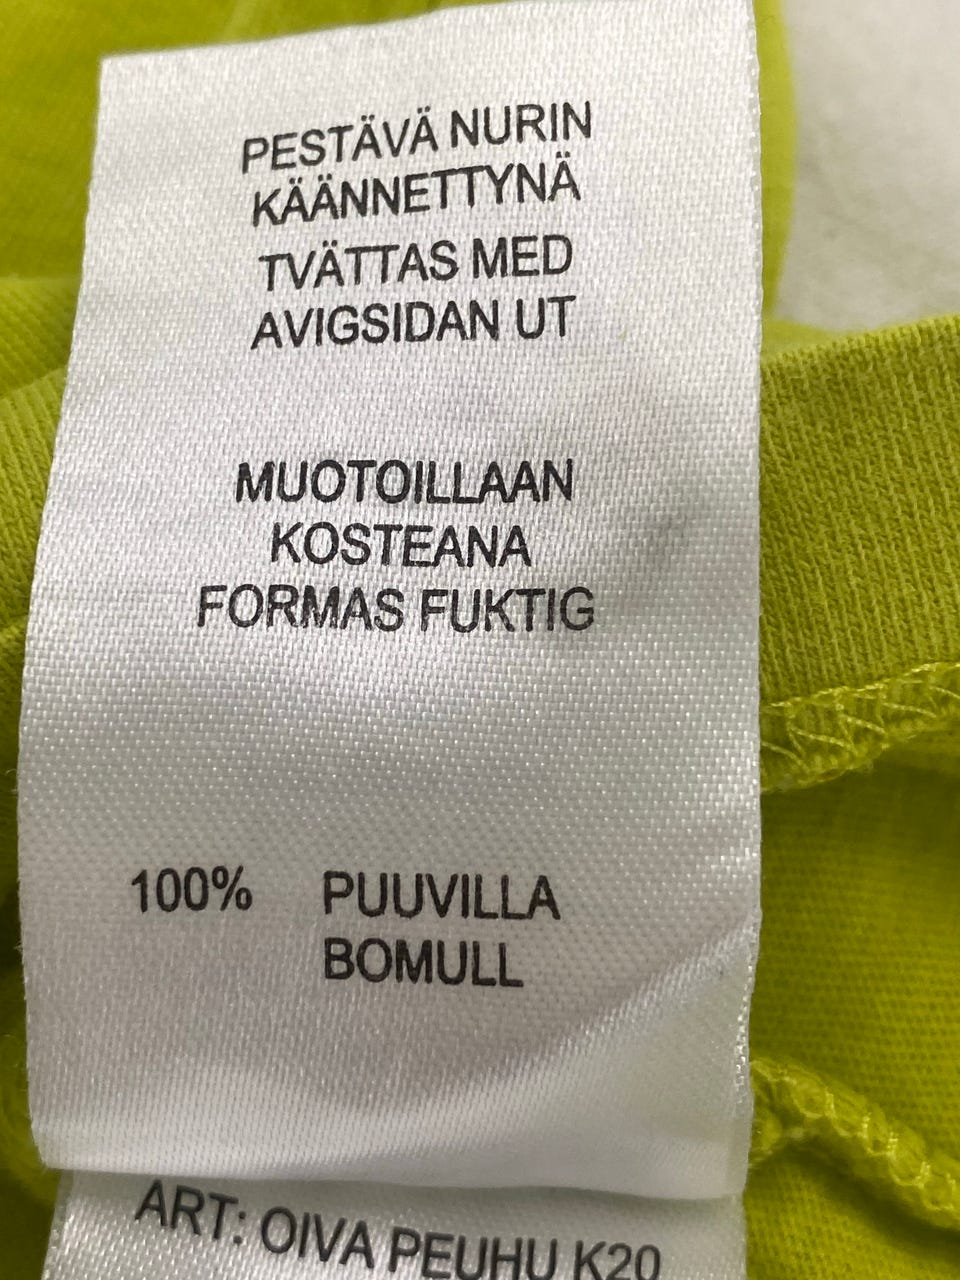 PESTÄVÄ NURIN
KÄÄNNETTYNÄ
TVÄTTAS MED
AVIGSIDAN UT
MUOTOILLAAN
KOSTEANA
FORMAS FUKTIG
100% PUUVILLA
BOMULL
ART: OIVA PEUHU K20